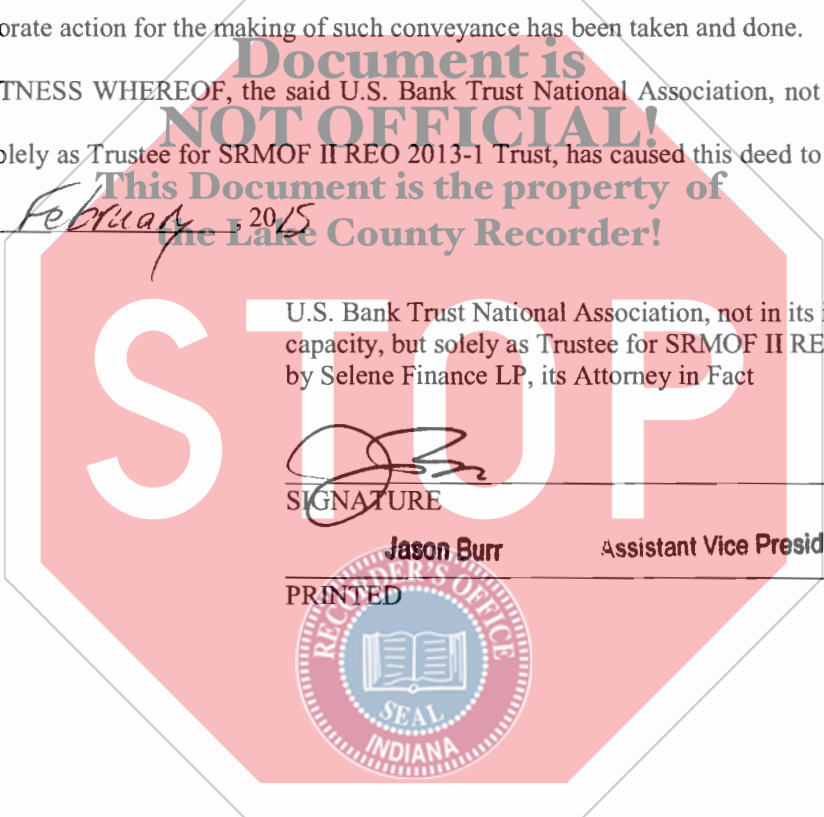 orate action for the making of such conveyance has been taken and done.
Document is
TNESS WHEREOF, the said U.S. Bank Trust National Association, not
NOT OFFICIAL!
olely as Trustee for SRMOF II REO 2013-1 Trust, has caused this deed to
This Document is the property of
February, 2015
the Lake County Recorder!
STOP
U.S. Bank Trust National Association, not in its i
capacity, but solely as Trustee for SRMOF II RE
by Selene Finance LP, its Attorney in Fact
SIGNATURE
Jason Burr Assistant Vice Presid
PRINTED
RECORDER'S OFFICE
SEAL
INDIANA